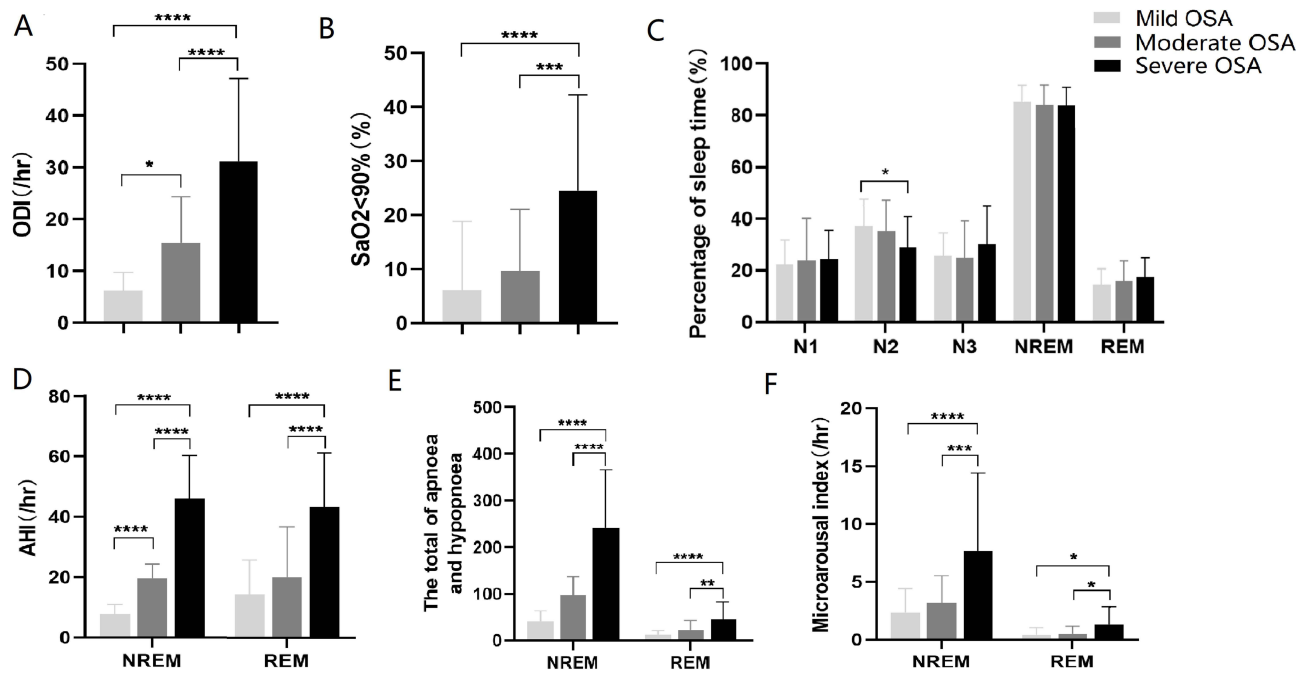 Mild OSA
Moderate OSA
Severe OSA
A
ODI(/hr)
50
40
30
20
10
0
*
****
****
B
SaO2<90%(%)
50
40
30
20
10
0
***
****
C
Percentage of sleep time(%)
100
80
60
40
20
0
*
N1 N2 N3 NREM REM
D
AHI(/hr)
80
60
40
20
0
****
****
****
****
****
NREM REM
E
The total of apnoea
and hypopnoea
500
400
300
200
100
0
****
****
****
**
NREM REM
F
Microarousal index(/hr)
20
15
10
5
0
****
***
*
*
NREM REM